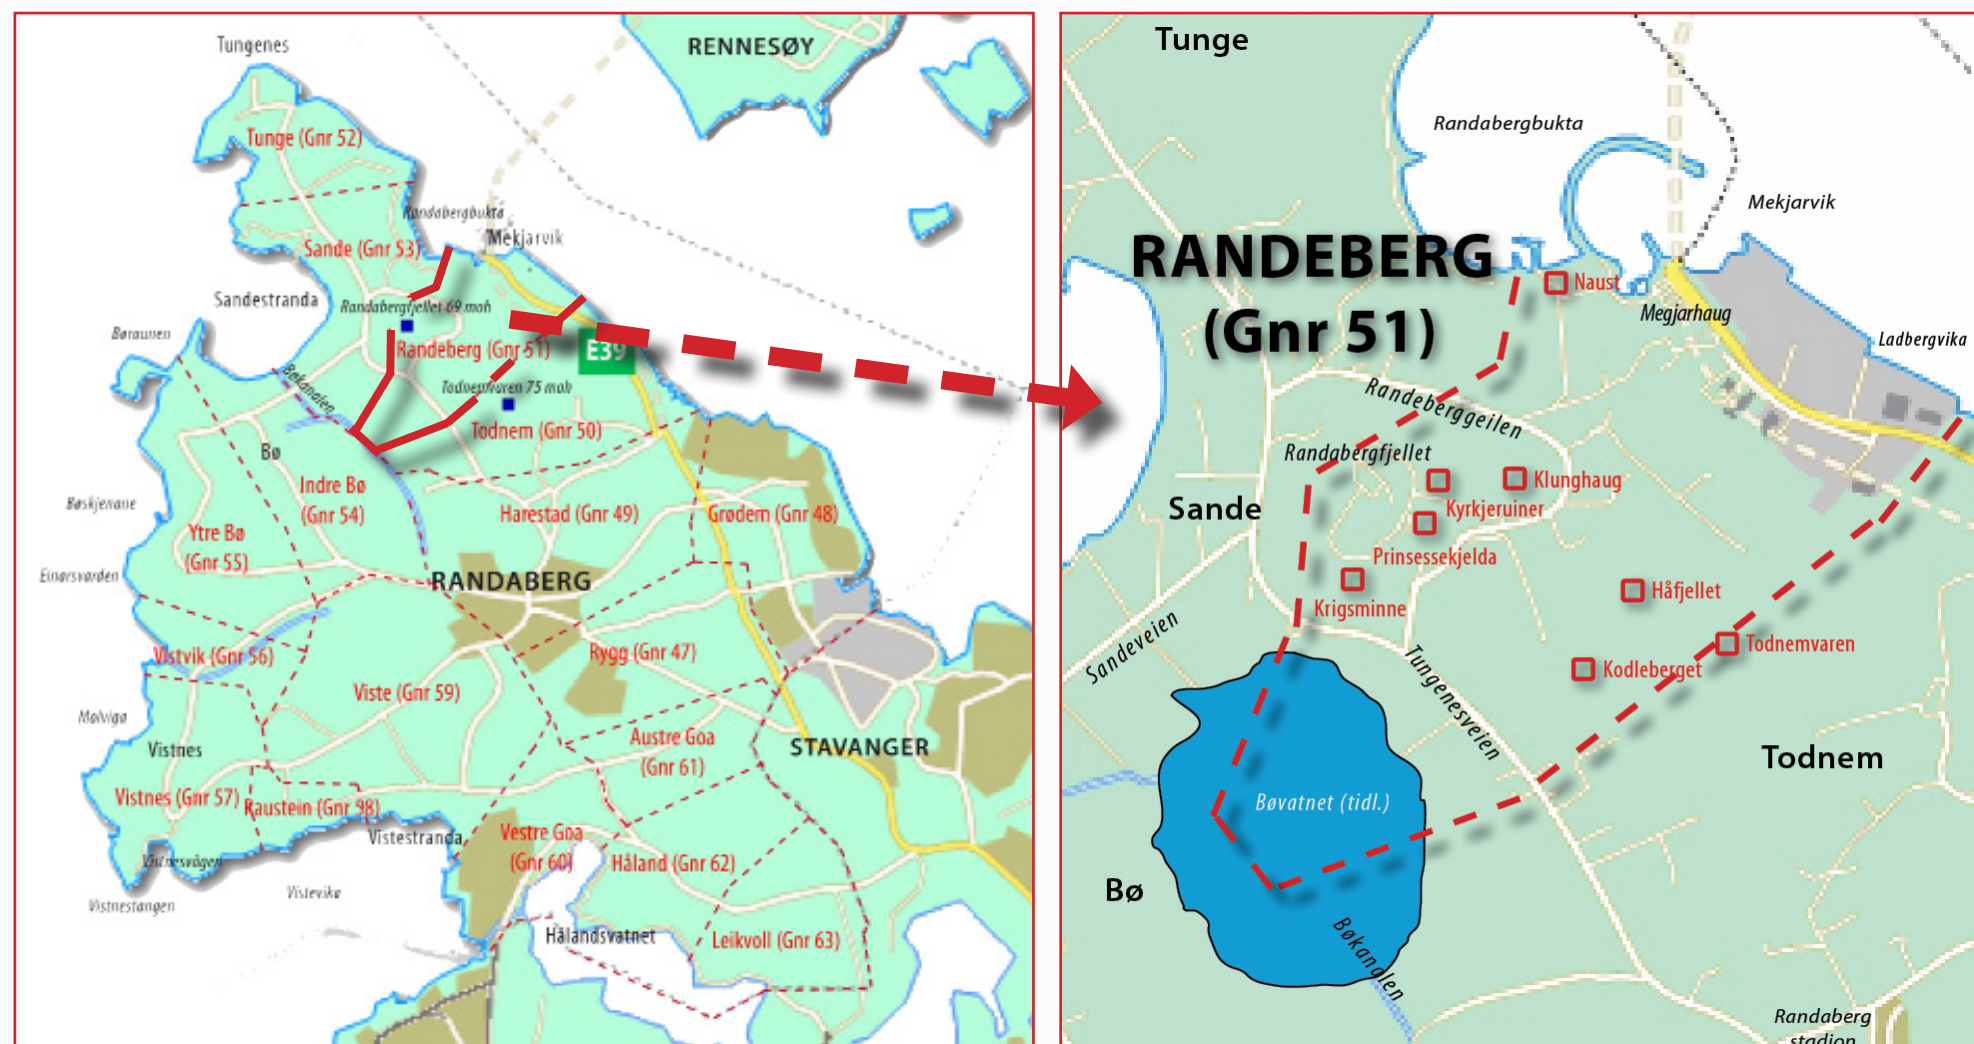 Tungenes
RENNESØY
Tunge (Gnr 52)
Randabergbukta
Mekjarvik
Sande (Gnr 53)
Sandestranda
Randabergfjellet 69 moh
Børaunen
Randeberg (Gnr 51)
E39
Bøkanalen
Todnemvaren 75 moh
Todnem (Gnr 50)
Bø
Indre Bø
(Gnr 54)
Bøskjenane
Harestad (Gnr 49)
Grødem (Gnr 48)
Ytre Bø
(Gnr 55)
Einarsvarden
RANDABERG
Vistvik (Gnr 56)
Rygg (Gnr 47)
Viste (Gnr 59)
Molviga
Vistnes
Austre Goa
(Gnr 61)
STAVANGER
Vistnes (Gnr 57)
Raustein (Gnr 98)
Vistestranda
Vestre Goa
(Gnr 60)
Håland (Gnr 62)
Vistnesvågen
Vistevika
Vistnestangen
Hålandsvatnet
Leikvoll (Gnr 63)
Tunge
Randabergbukta
Mekjarvik
RANDEBERG
(Gnr 51)
Naust
Megjarhaug
Ladbergvika
Randeberggeilen
Randabergfjellet
Klunghaug
Sande
Kyrkjeruiner
Prinsessekjelda
Krigsminne
Håfjellet
Sandeveien
Todnemvaren
Kodleberget
Tungenesveien
Todnem
Bøvatnet (tidl.)
Bø
Bøkanalen
Randaberg
stadion